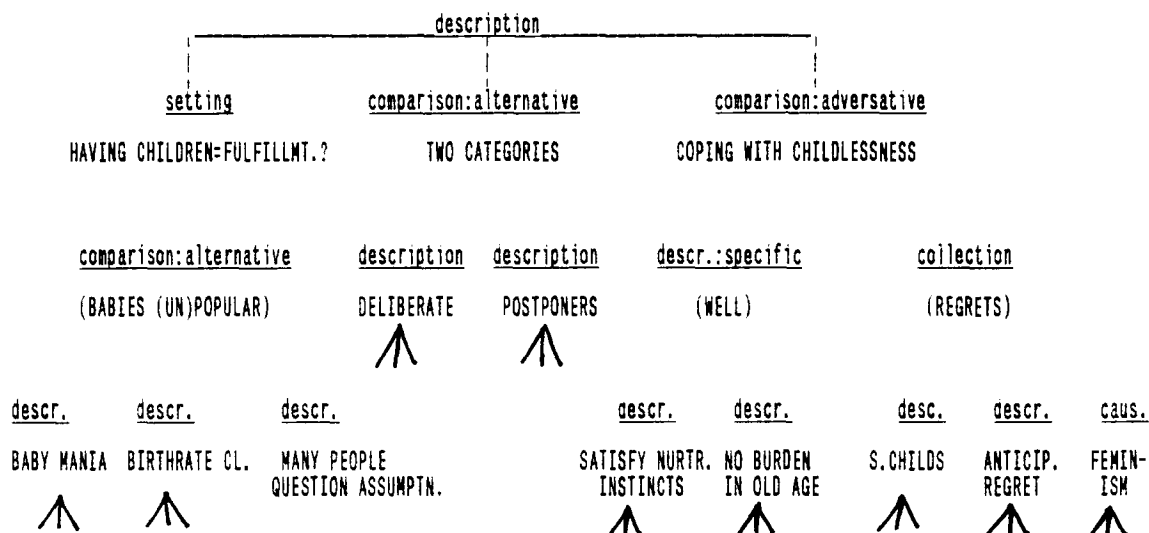 description
setting comparison:alternative comparison:adversative
HAVING CHILDREN=FULFILLMT.? TWO CATEGORIES COPING WITH CHILDLESSNESS
comparison:alternative description description descr.:specific collection
(BABIES (UN)POPULAR) DELIBERATE POSTPONERS (WELL) (REGRETS)
descr. descr. descr. descr. descr. desc. descr. caus.
BABY MANIA BIRTHRATE CL. MANY PEOPLE SATISFY NURTR. NO BURDEN S.CHILDS ANTICIP. FEMIN-
QUESTION ASSUMPTN. INSTINCTS IN OLD AGE REGRET ISM